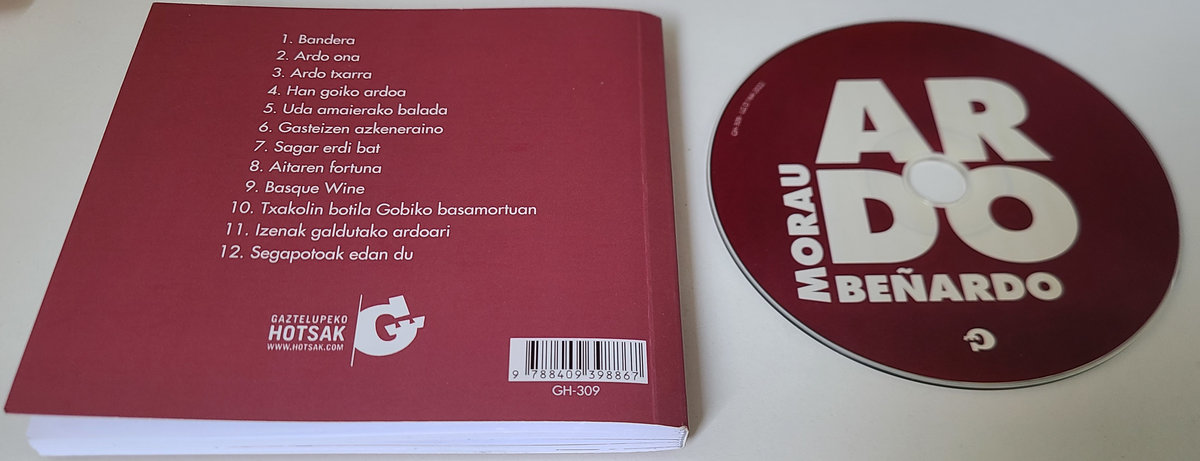 1. Bandera
2. Ardo ona
3. Ardo txarra
4. Han goiko ardoa
5. Uda amaierako balada
6. Gasteizen azkeneraino
7. Sagar erdi bat
8. Aitaren fortuna
9. Basque Wine
10. Txakolin botila Gobiko basamortuan
11. Izenak galdutako ardoari
12. Segapotoak edan du
GAZTELUPEKO
HOTSAK
WWW.HOTSAK.COM
9 788409 398867
GH-309
ARDO
MORAU
BEÑARDO